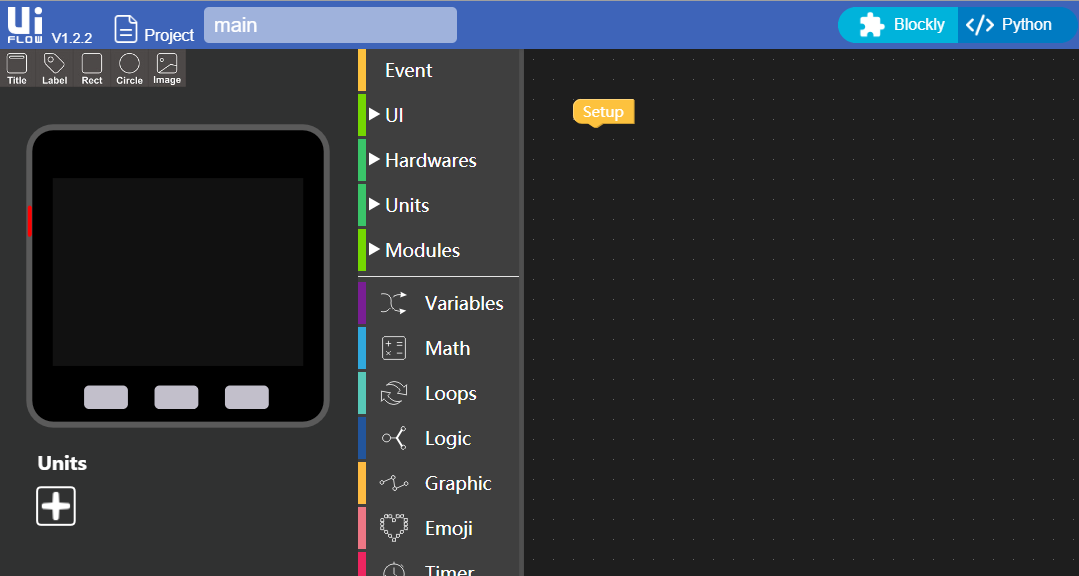 Ui
FLOW V1.2.2
Project
main
Blockly
</> Python
Title Label Rect Circle Image
Units
Event
UI
Hardwares
Units
Modules
Variables
Math
Loops
Logic
Graphic
Emoji
Timer
Setup